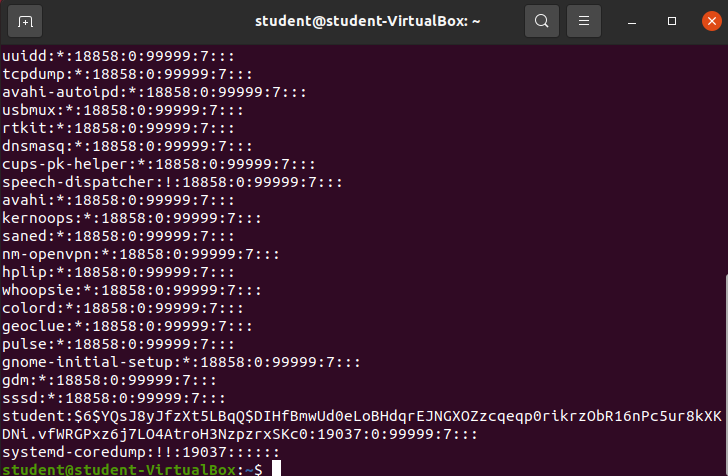 student@student-VirtualBox: ~
uuidd:*:18858:0:99999:7:::
tcpdump:*:18858:0:99999:7:::
avahi-autoipd:*:18858:0:99999:7:::
usbmux:*:18858:0:99999:7:::
rtkit:*:18858:0:99999:7:::
dnsmasq:*:18858:0:99999:7:::
cups-pk-helper:*:18858:0:99999:7:::
speech-dispatcher:!:18858:0:99999:7:::
avahi:*:18858:0:99999:7:::
kernoops:*:18858:0:99999:7:::
saned:*:18858:0:99999:7:::
nm-openvpn:*:18858:0:99999:7:::
hplip:*:18858:0:99999:7:::
whoopsie:*:18858:0:99999:7:::
colord:*:18858:0:99999:7:::
geoclue:*:18858:0:99999:7:::
pulse:*:18858:0:99999:7:::
gnome-initial-setup:*:18858:0:99999:7:::
gdm:*:18858:0:99999:7:::
sssd:*:18858:0:99999:7:::
student:$6$YQsJ8yJfzXt5LBqQ$DIHfBmwUd0eLoBHdqrEJNGXOZzcqeqp0rikrzObR16nPc5ur8kXK
DNi.vfWRGPxz6j7LO4AtroH3NzpzrxSKc0:19037:0:99999:7:::
systemd-coredump:!!:19037::::::
student@student-VirtualBox:~$